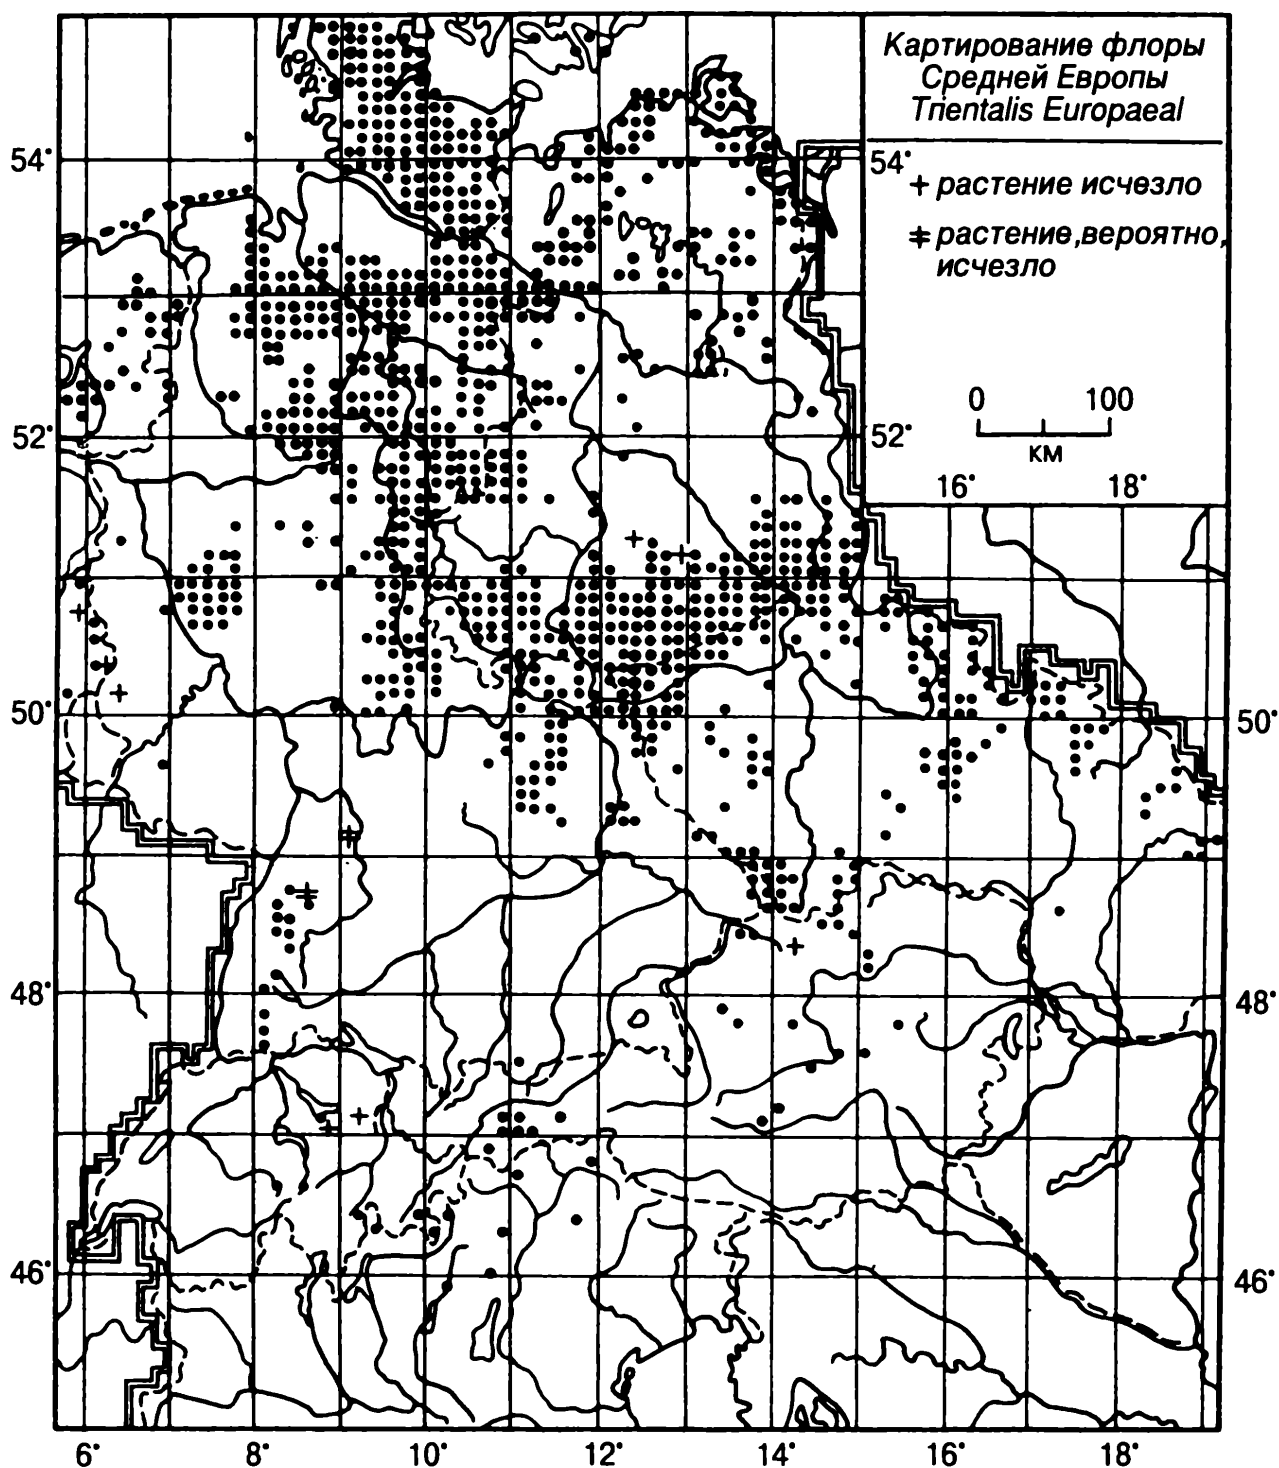 Картирование флоры
Средней Европы
Trientalis Europaeal
+ растение исчезло
‡ растение,вероятно,
исчезло
0 100
км
16° 18°
54° 54°
52° 52°
50° 50°
48° 48°
46° 46°
6° 8° 10° 12° 14° 16° 18°